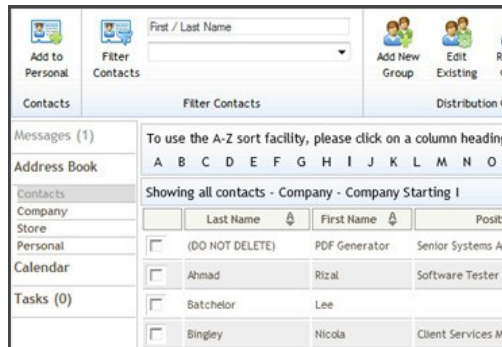 First / Last Name
Add to
Personal
Filter
Contacts
Add New
Group
Edit
Existing
Contacts
Filter Contacts
Distribution
Messages (1)
Address Book
Contacts
Company
Store
Personal
Calendar
Tasks (0)
To use the A-Z sort facility, please click on a column heading
A B C D E F G H I J K L M N O
Showing all contacts - Company - Company Starting I
Last Name First Name Posit
(DO NOT DELETE) PDF Generator Senior Systems A
Ahmad Rizal Software Tester
Batchelor Lee
Bingley Nicola Client Services M